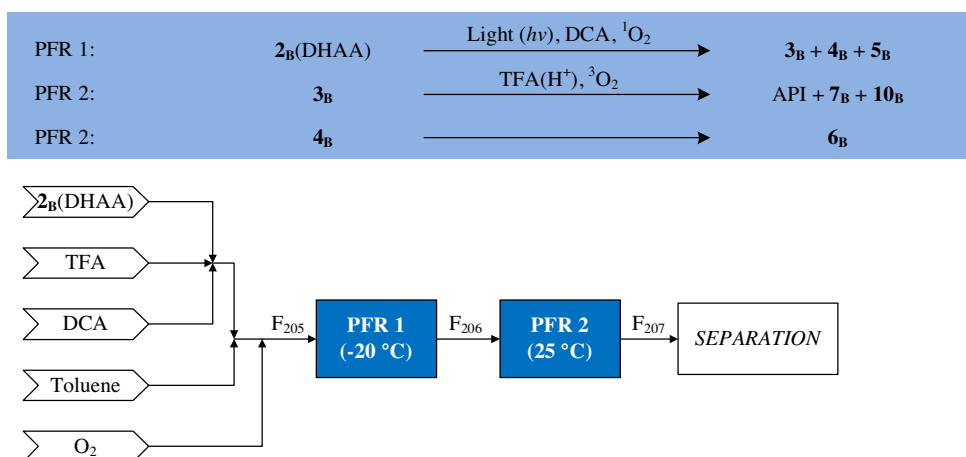 PFR 1: 2B(DHAA) Light (hv), DCA, ¹O₂ 3B + 4B + 5B
PFR 2: 3B TFA(H⁺), ³O₂ API + 7B + 10B
PFR 2: 4B 6B
2B(DHAA)
TFA
DCA
Toluene
O₂
F₂₀₅
PFR 1
(-20 °C)
F₂₀₆
PFR 2
(25 °C)
F₂₀₇
SEPARATION